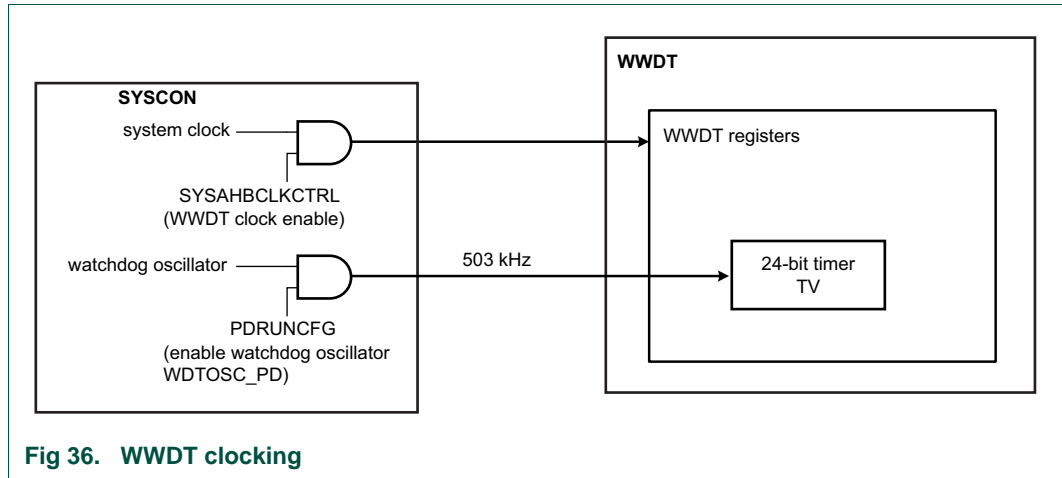 WWDT
SYSCON
system clock
WWDT registers
SYSAHBCLKCTRL
(WWDT clock enable)
watchdog oscillator
503 kHz
24-bit timer
TV
PDRUNCFG
(enable watchdog oscillator
WDTOSC_PD)
Fig 36. WWDT clocking